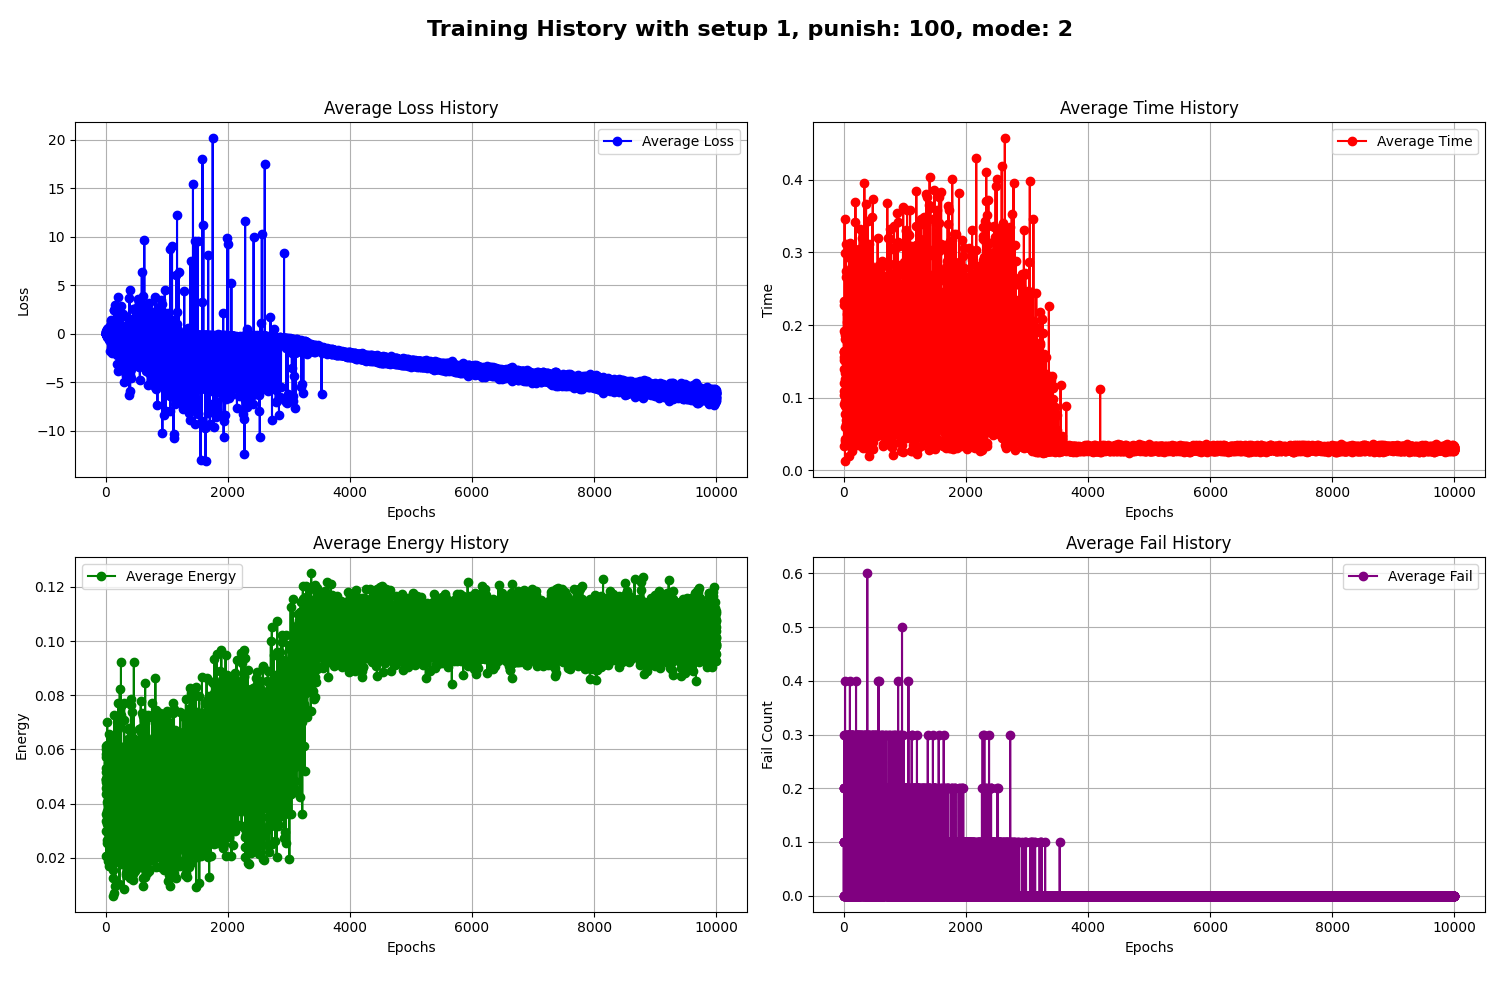 Training History with setup 1, punish: 100, mode: 2
Average Loss History
Average Loss
20
15
10
5
0
−5
−10
Loss
0 2000 4000 6000 8000 10000
Epochs
Average Time History
Average Time
0.4
0.3
0.2
0.1
0.0
Time
0 2000 4000 6000 8000 10000
Epochs
Average Energy History
Average Energy
0.12
0.10
0.08
0.06
0.04
0.02
Energy
0 2000 4000 6000 8000 10000
Epochs
Average Fail History
Average Fail
0.6
0.5
0.4
0.3
0.2
0.1
0.0
Fail Count
0 2000 4000 6000 8000 10000
Epochs